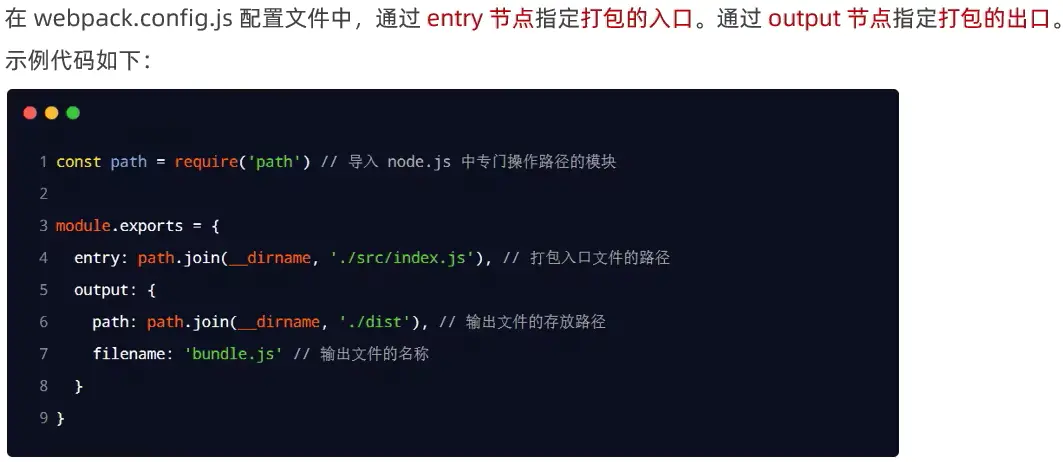 在 webpack.config.js 配置文件中，通过 entry 节点指定打包的入口。通过 output 节点指定打包的出口。
示例代码如下：
1 const path = require('path') // 导入 node.js 中专门操作路径的模块
2
3 module.exports = {
4   entry: path.join(__dirname, './src/index.js'), // 打包入口文件的路径
5   output: {
6     path: path.join(__dirname, './dist'), // 输出文件的存放路径
7     filename: 'bundle.js' // 输出文件的名称
8   }
9 }